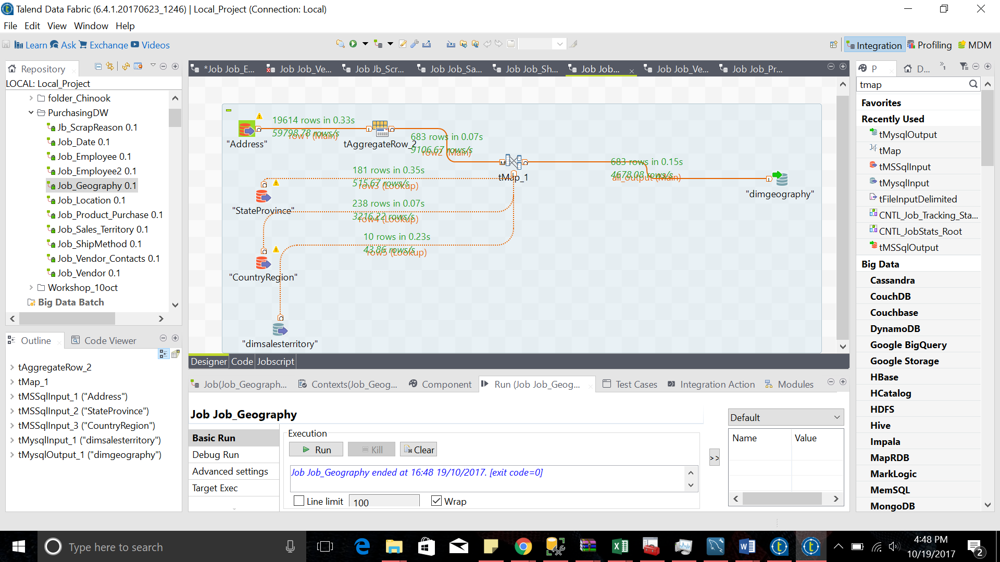 Talend Data Fabric (6.4.1.20170623_1246) | Local_Project (Connection: Local)
File Edit View Window Help
Learn Ask Exchange Videos
Integration Profiling MDM
Repository
LOCAL: Local_Project
folder_Chinook
PurchasingDW
Jb_ScrapReason 0.1
Job_Date 0.1
Job_Employee 0.1
Job_Employee2 0.1
Job_Geography 0.1
Job_Location 0.1
Job_Product_Purchase 0.1
Job_Sales_Territory 0.1
Job_ShipMethod 0.1
Job_Vendor_Contacts 0.1
Job_Vendor 0.1
Workshop_10oct
Big Data Batch
Outline Code Viewer
tAggregateRow_2
tMap_1
tMSSqlInput_1 ("Address")
tMSSqlInput_2 ("StateProvince")
tMSSqlInput_3 ("CountryRegion")
tMysqlInput_1 ("dimsalesterritory")
tMysqlOutput_1 ("dimgeography")
*Job Job_E... Job Job_Ve... Job Jb_Scr... Job Job_Sa... Job Job_Sh... Job Job... Job Job_Ve... Job Job_Pr...
19614 rows in 0.33s
59798.78 rows/s
row1 (Main)
"Address"
tAggregateRow_2
683 rows in 0.07s
9106.67 rows/s
row2 (Main)
tMap_1
683 rows in 0.15s
4678.08 rows/s
all_output (Main)
"dimgeography"
181 rows in 0.35s
515.67 rows/s
row3 (Lookup)
"StateProvince"
238 rows in 0.07s
3216.22 rows/s
row4 (Lookup)
10 rows in 0.23s
43.86 rows/s
row5 (Lookup)
"CountryRegion"
"dimsalesterritory"
Designer Code Jobscript
Job(Job_Geograph... Contexts(Job_Geog... Component Run (Job Job_Geog... Test Cases Integration Action Modules
Job Job_Geography
Basic Run
Debug Run
Advanced settings
Target Exec
Execution
Run Kill Clear
Job Job_Geography ended at 16:48 19/10/2017. [exit code=0]
Line limit 100 Wrap
>>
Default
Name Value
P D... »1
tmap
Favorites
Recently Used
tMysqlOutput
tMap
tMSSqlInput
tMysqlInput
tFileInputDelimited
CNTL_Job_Tracking_Sta...
CNTL_JobStats_Root
tMSSqlOutput
Big Data
Cassandra
CouchDB
Couchbase
DynamoDB
Google BigQuery
Google Storage
HBase
HCatalog
HDFS
Hive
Impala
MapRDB
MarkLogic
MemSQL
MongoDB
Type here to search
4:48 PM
10/19/2017
2